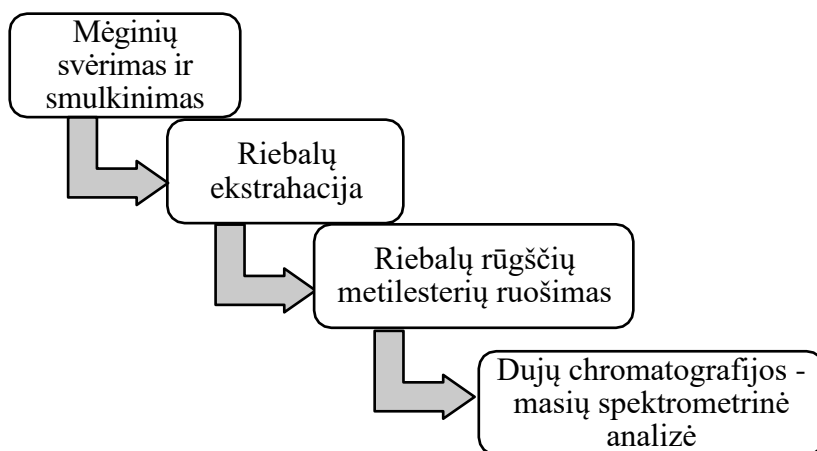 Mėginių
svėrimas ir
smulkinimas
Riebalų
ekstrahacija
Riebalų rūgščių
metilesterių ruošimas
Dujų chromatografijos -
masių spektrometrinė
analizė